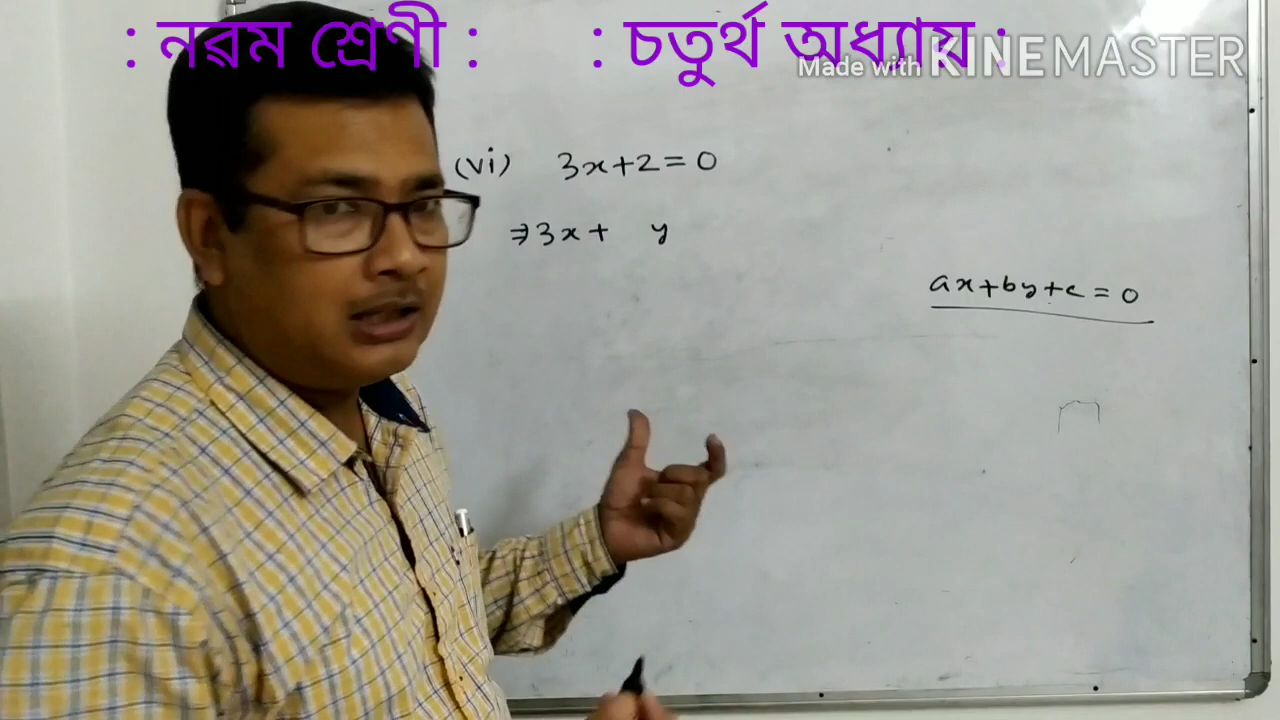 : নৱম শ্ৰেণী : : চতুৰ্থ অধ্যায় :
Made with KINEMASTER
(vi) 3x+2=0
⇒3x+ y
ax+by+c=0